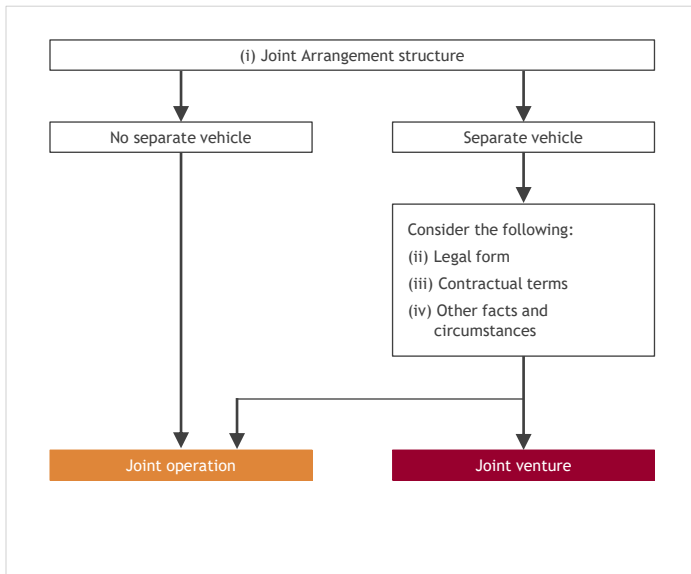 (i) Joint Arrangement structure
No separate vehicle
Separate vehicle
Consider the following:
(ii) Legal form
(iii) Contractual terms
(iv) Other facts and
circumstances
Joint operation
Joint venture